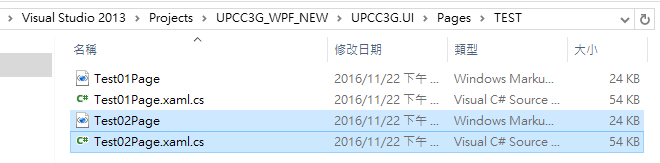 Visual Studio 2013 > Projects > UPCC3G_WPF_NEW > UPCC3G.UI > Pages > TEST
名稱 修改日期 類型 大小
Test01Page 2016/11/22 下午 ... Windows Marku... 24 KB
C# Test01Page.xaml.cs 2016/11/22 下午 ... Visual C# Source ... 54 KB
Test02Page 2016/11/22 下午 ... Windows Marku... 24 KB
C# Test02Page.xaml.cs 2016/11/22 下午 ... Visual C# Source ... 54 KB